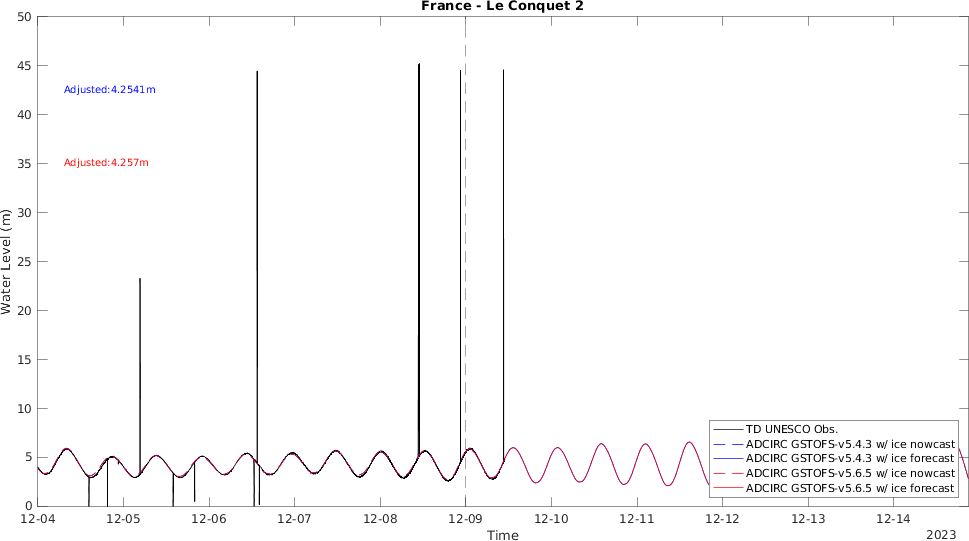 France - Le Conquet 2
50
45
40
35
30
25
20
15
10
5
0
Water Level (m)
Adjusted:4.2541m
Adjusted:4.257m
TD UNESCO Obs.
ADCIRC GSTOFS-v5.4.3 w/ ice nowcast
ADCIRC GSTOFS-v5.4.3 w/ ice forecast
ADCIRC GSTOFS-v5.6.5 w/ ice nowcast
ADCIRC GSTOFS-v5.6.5 w/ ice forecast
12-04 12-05 12-06 12-07 12-08 12-09 12-10 12-11 12-12 12-13 12-14
Time
2023